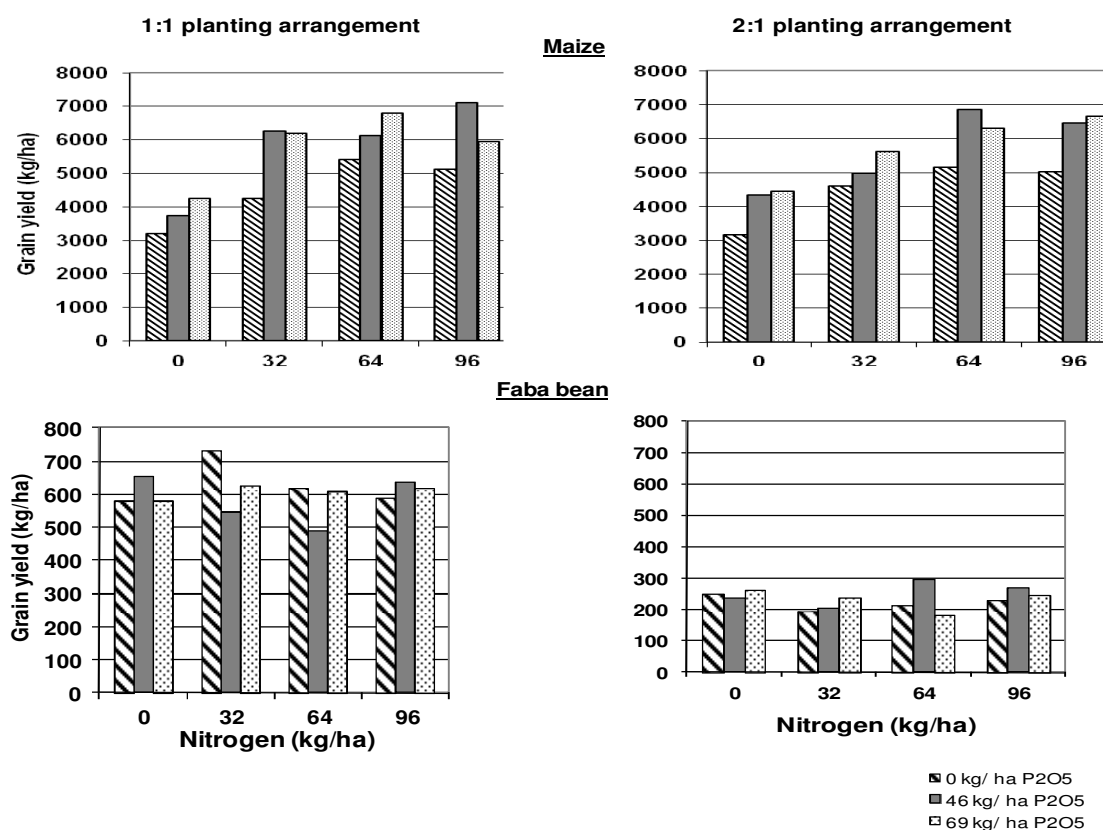 1:1 planting arrangement
2:1 planting arrangement
Maize
Grain yield (kg/ha)
8000
7000
6000
5000
4000
3000
2000
1000
0
0 32 64 96
8000
7000
6000
5000
4000
3000
2000
1000
0
0 32 64 96
Faba bean
Grain yield (kg/ha)
800
700
600
500
400
300
200
100
0
0 32 64 96
Nitrogen (kg/ha)
800
700
600
500
400
300
200
100
0
0 32 64 96
Nitrogen (kg/ha)
0 kg/ ha P2O5
46 kg/ ha P2O5
69 kg/ ha P2O5